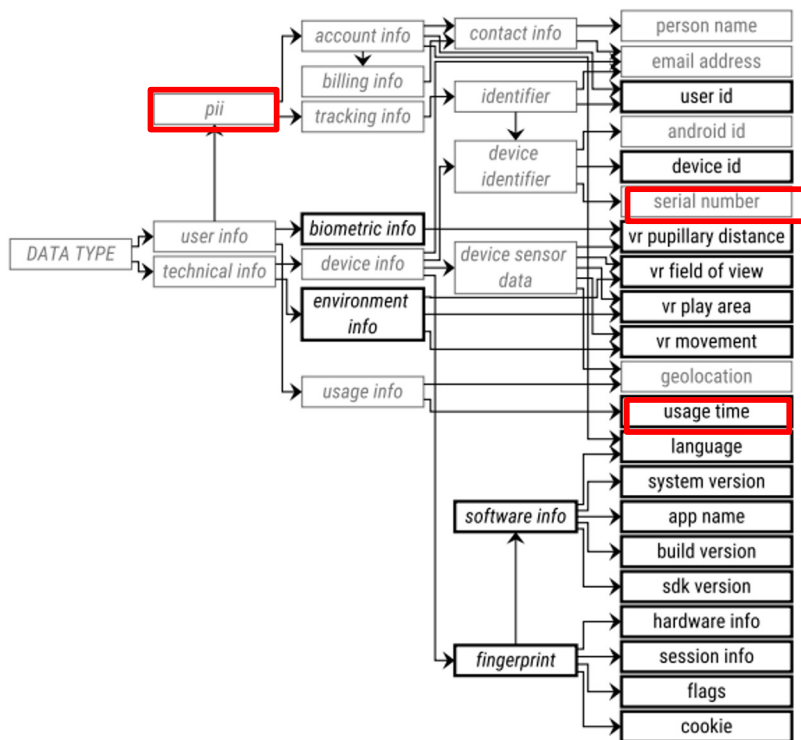 account info
contact info
person name
email address
billing info
pii
tracking info
identifier
user id
android id
device identifier
device id
serial number
user info
biometric info
vr pupillary distance
DATA TYPE
technical info
device info
device sensor
data
vr field of view
environment
info
vr play area
vr movement
usage info
geolocation
usage time
language
system version
software info
app name
build version
sdk version
hardware info
fingerprint
session info
flags
cookie